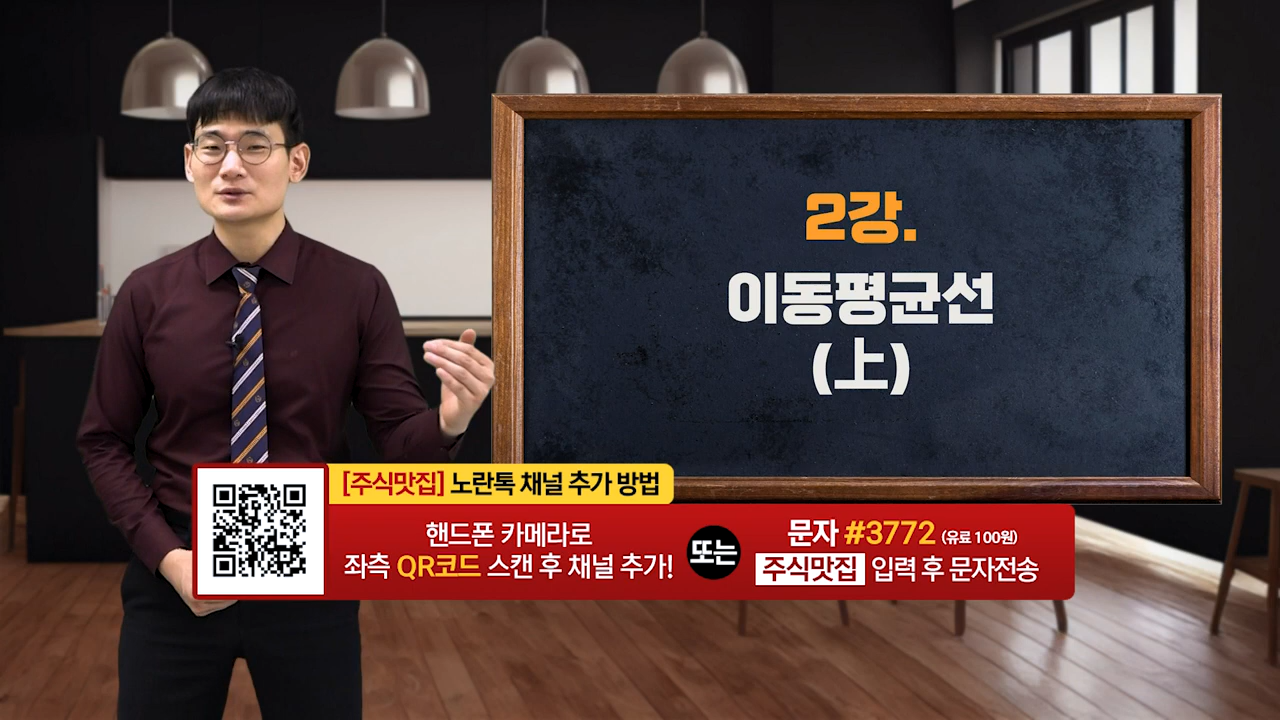 2강.
이동평균선
(上)
[주식맛집] 노란톡 채널 추가 방법
핸드폰 카메라로
좌측 QR코드 스캔 후 채널 추가!
또는
문자 #3772 (유료 100원)
주식맛집 입력 후 문자전송